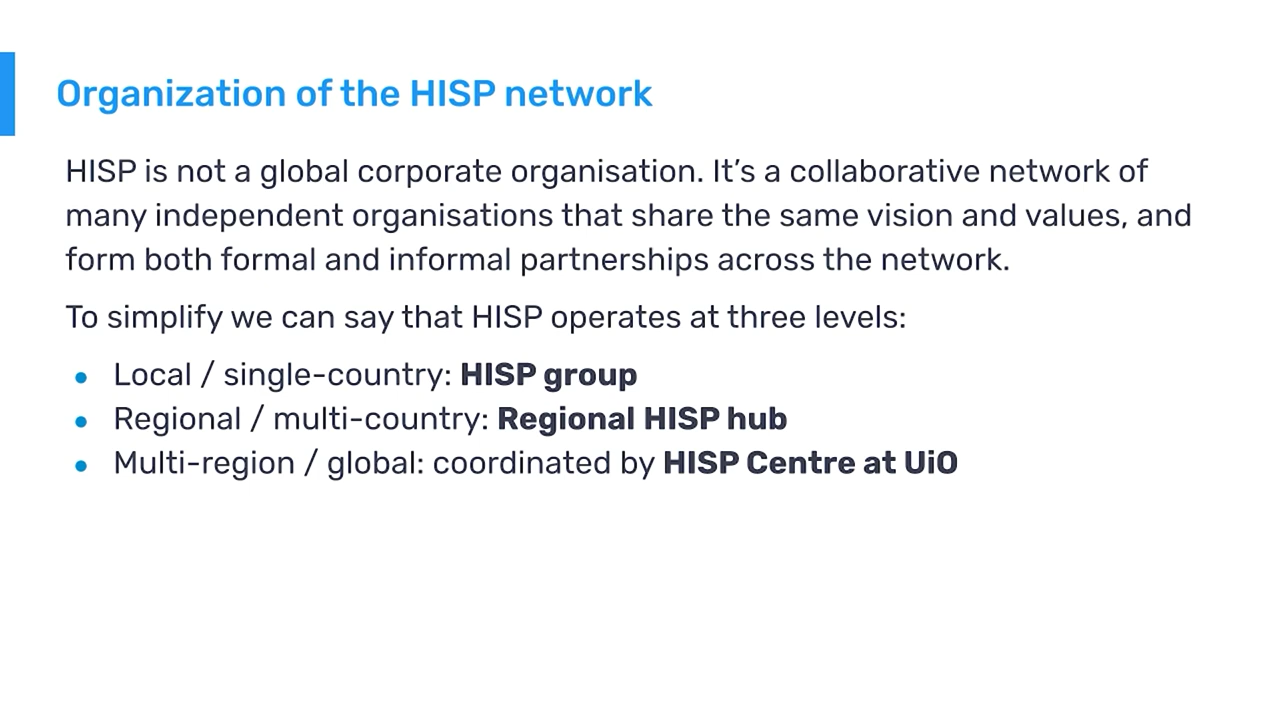 Organization of the HISP network
HISP is not a global corporate organisation. It’s a collaborative network of
many independent organisations that share the same vision and values, and
form both formal and informal partnerships across the network.
To simplify we can say that HISP operates at three levels:
• Local / single-country: HISP group
• Regional / multi-country: Regional HISP hub
• Multi-region / global: coordinated by HISP Centre at UiO